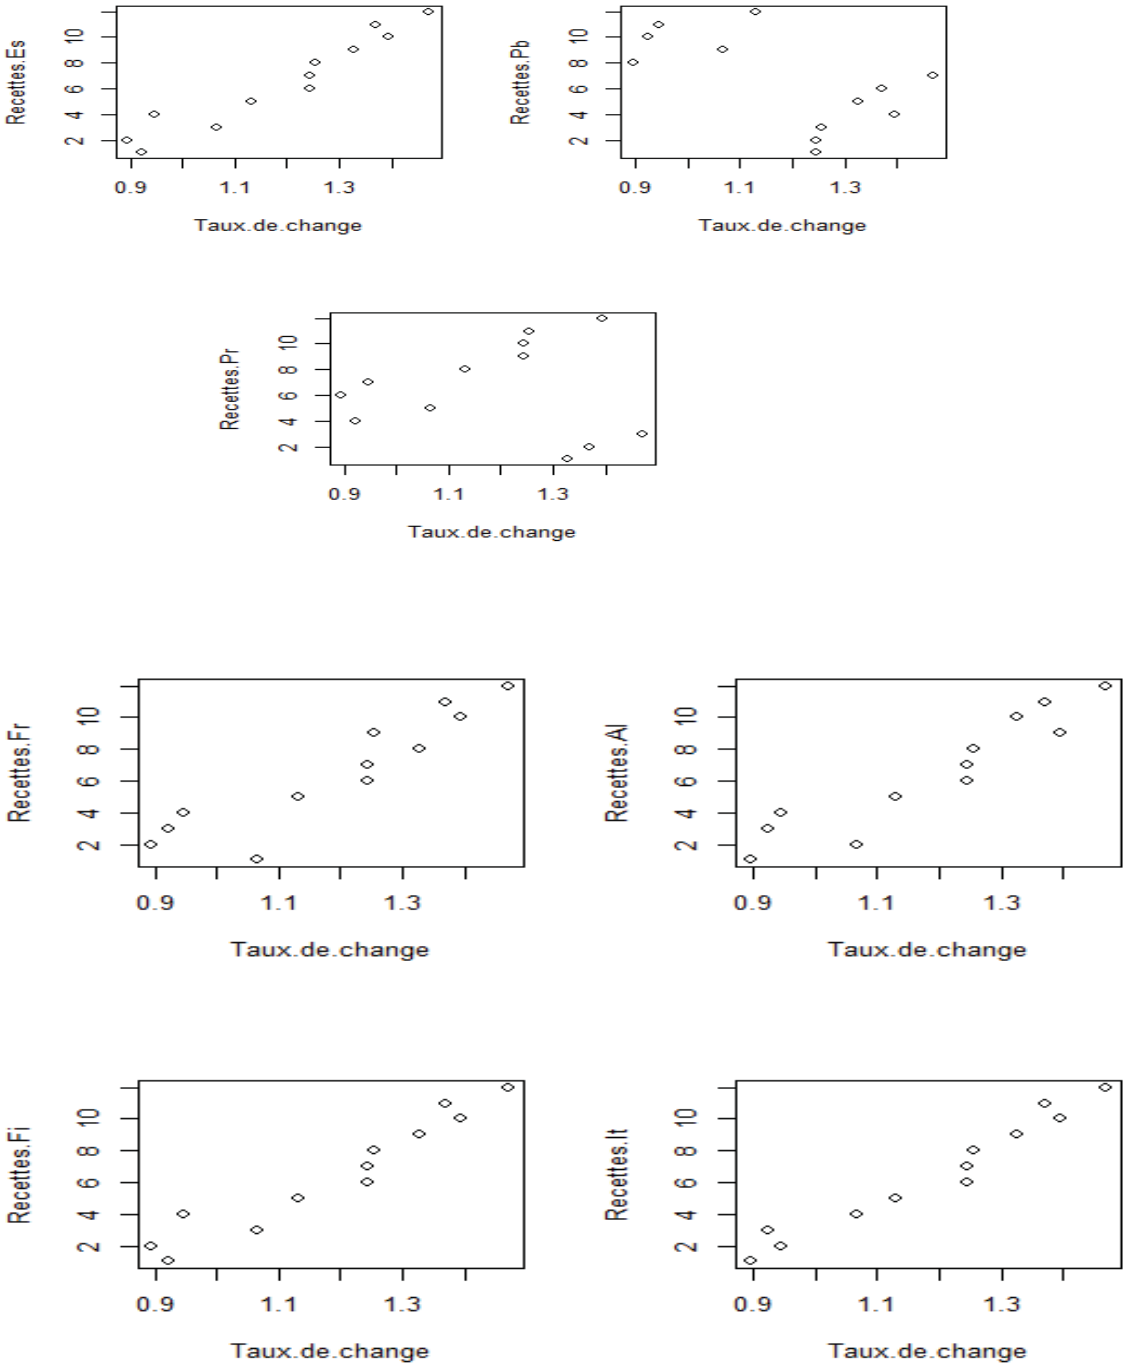 Recettes.Es
10
8
6
4
2
0.9 1.1 1.3
Taux.de.change
Recettes.Pb
10
8
6
4
2
0.9 1.1 1.3
Taux.de.change
Recettes.Pr
10
8
6
4
2
0.9 1.1 1.3
Taux.de.change
Recettes.Fr
10
8
6
4
2
0.9 1.1 1.3
Taux.de.change
Recettes.Al
10
8
6
4
2
0.9 1.1 1.3
Taux.de.change
Recettes.Fi
10
8
6
4
2
0.9 1.1 1.3
Taux.de.change
Recettes.It
10
8
6
4
2
0.9 1.1 1.3
Taux.de.change